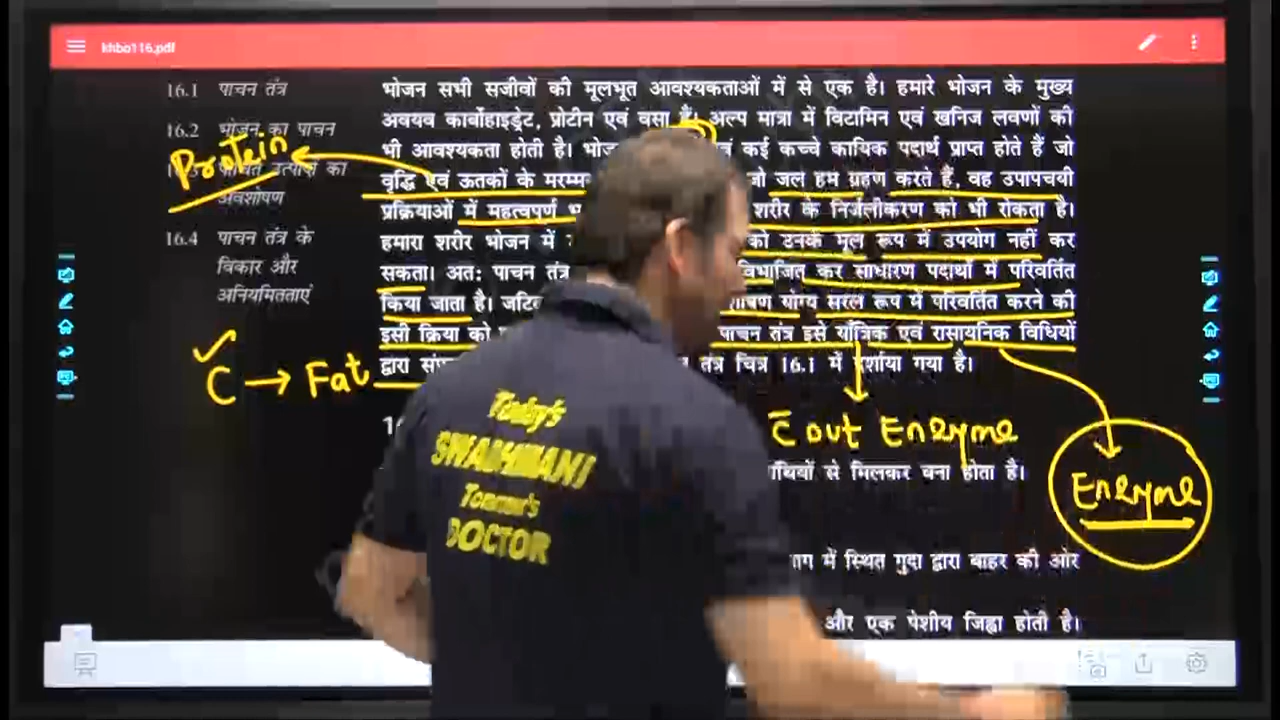 khbo116.pdf
16.1 पाचन तंत्र
16.2 भोजन का पाचन
उत्पादों का
अवशोषण
16.4 पाचन तंत्र के
विकार और
अनियमितताएं
Protein
C → Fat
भोजन सभी सजीवों की मूलभूत आवश्यकताओं में से एक है। हमारे भोजन के मुख्य
अवयव कार्बोहाइड्रेट, प्रोटीन एवं वसा हैं। अल्प मात्रा में विटामिन एवं खनिज लवणों की
भी आवश्यकता होती है। कई कच्चे कायिक पदार्थ प्राप्त होते हैं जो
वृद्धि एवं ऊतकों के जो जल हम ग्रहण करते हैं, वह उपापचयी
प्रक्रियाओं में महत्वपूर्ण शरीर के निर्जलीकरण को भी रोकता है।
हमारा शरीर भोजन में को उनके मूल रूप में उपयोग नहीं कर
सकता। अतः पाचन तंत्र विभाजित कर साधारण पदार्थों में परिवर्तित
किया जाता है। योग्य सरल रूप में परिवर्तित करने की
इसी क्रिया को पाचन तंत्र इसे यांत्रिक एवं रासायनिक विधियों
द्वारा तंत्र चित्र 16.1 में दर्शाया गया है।
C̄ out Enzyme
Enzyme
से मिलकर बना होता है।
में स्थित गुदा द्वारा बाहर की ओर
और एक पेशीय जिह्वा होती है।
Today's
SWABHIMANI
Tomorrow's
DOCTOR